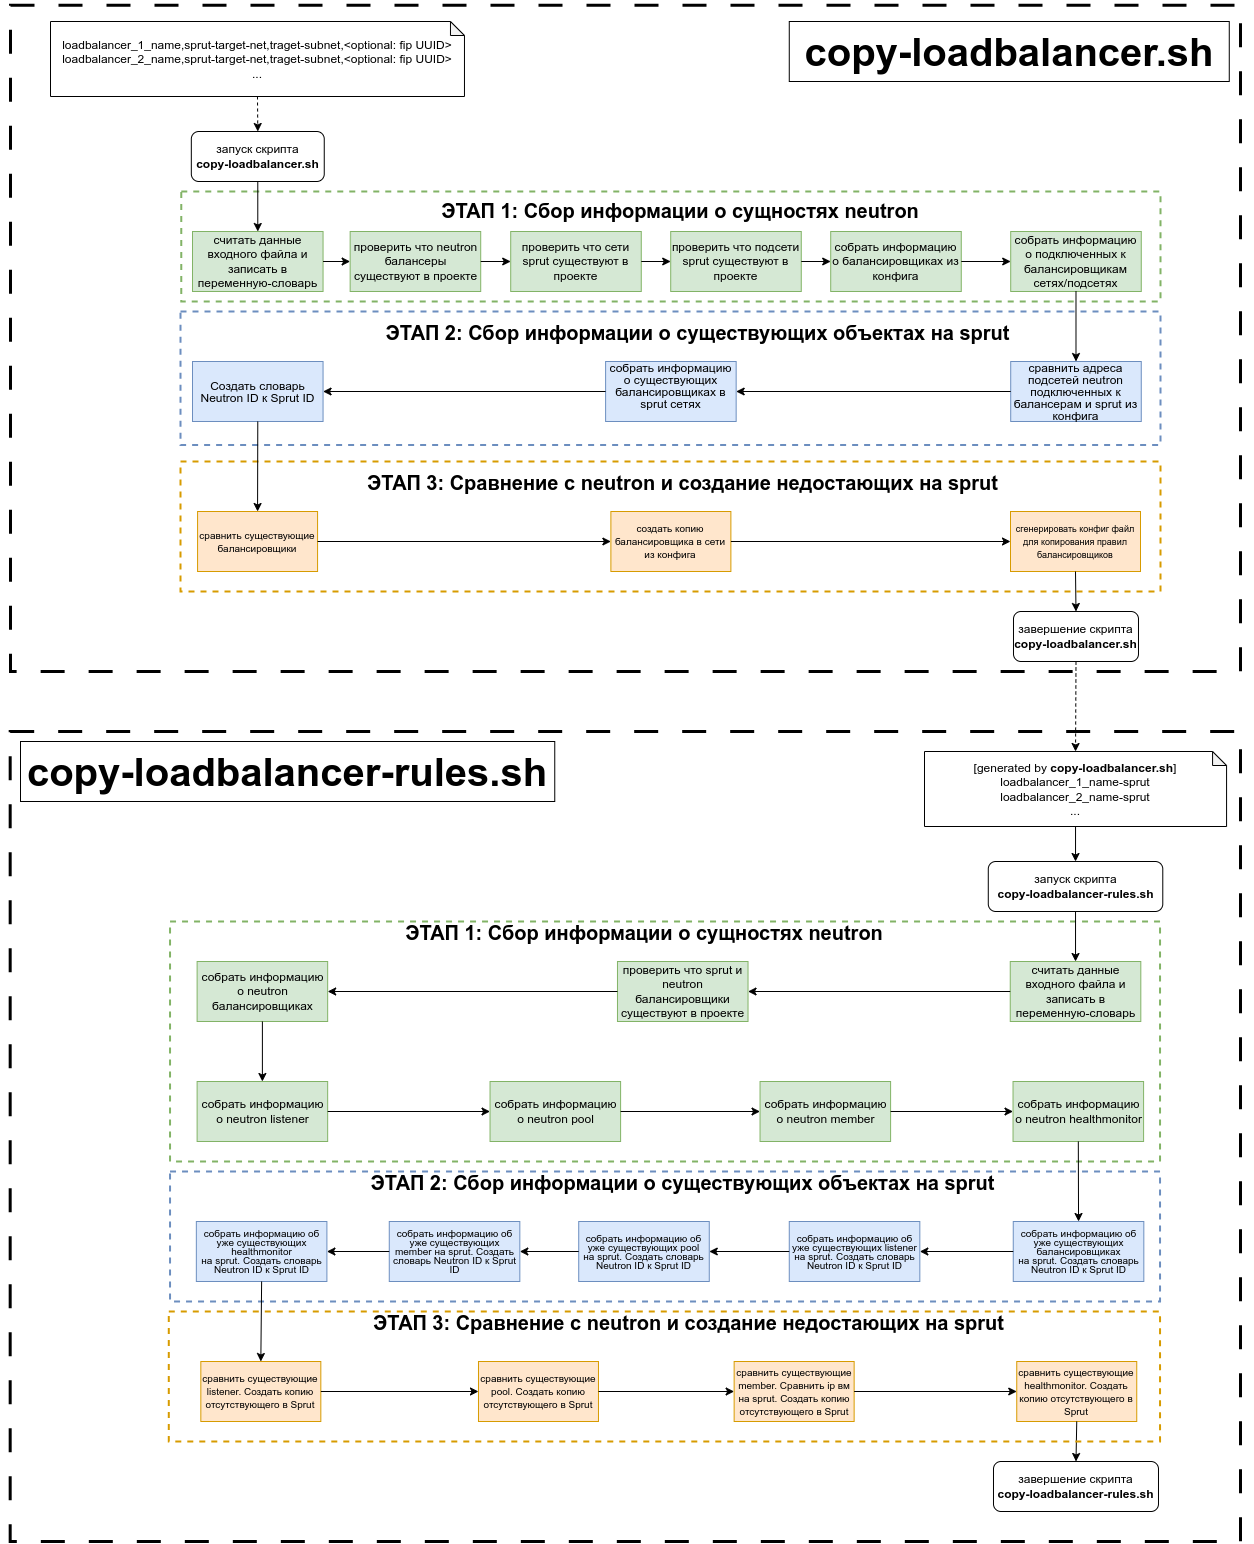 loadbalancer_1_name,sprut-target-net,traget-subnet,<optional: fip UUID>
loadbalancer_2_name,sprut-target-net,traget-subnet,<optional: fip UUID>
...
copy-loadbalancer.sh
запуск скрипта
copy-loadbalancer.sh
ЭТАП 1: Сбор информации о сущностях neutron
считать данные
входного файла и
записать в
переменную-словарь
проверить что neutron
балансеры
существуют в проекте
проверить что сети
sprut существуют в
проекте
проверить что подсети
sprut существуют в
проекте
собрать информацию
о балансировщиках из
конфига
собрать информацию
о подключенных к
балансировщикам
сетях/подсетях
ЭТАП 2: Сбор информации о существующих объектах на sprut
Создать словарь
Neutron ID к Sprut ID
собрать информацию
о существующих
балансировщиках в
sprut сетях
сравнить адреса
подсетей neutron
подключенных к
балансерам и sprut из
конфига
ЭТАП 3: Сравнение с neutron и создание недостающих на sprut
сравнить существующие
балансировщики
создать копию
балансировщика в сети
из конфига
сгенерировать конфиг файл
для копирования правил
балансировщиков
завершение скрипта
copy-loadbalancer.sh
copy-loadbalancer-rules.sh
[generated by copy-loadbalancer.sh]
loadbalancer_1_name-sprut
loadbalancer_2_name-sprut
...
запуск скрипта
copy-loadbalancer-rules.sh
ЭТАП 1: Сбор информации о сущностях neutron
собрать информацию
о neutron
балансировщиках
проверить что sprut и
neutron
балансировщики
существуют в проекте
считать данные
входного файла и
записать в
переменную-словарь
собрать информацию
о neutron listener
собрать информацию
о neutron pool
собрать информацию
о neutron member
собрать информацию
о neutron healthmonitor
ЭТАП 2: Сбор информации о существующих объектах на sprut
собрать информацию об
уже существующих
healthmonitor
на sprut. Создать словарь
Neutron ID к Sprut ID
собрать информацию об
уже существующих
member на sprut. Создать
словарь Neutron ID к Sprut
ID
собрать информацию об
уже существующих pool
на sprut. Создать словарь
Neutron ID к Sprut ID
собрать информацию об
уже существующих listener
на sprut. Создать словарь
Neutron ID к Sprut ID
собрать информацию об
уже существующих
балансировщиках
на sprut. Создать словарь
Neutron ID к Sprut ID
ЭТАП 3: Сравнение с neutron и создание недостающих на sprut
сравнить существующие
listener. Создать копию
отсутствующего в Sprut
сравнить существующие
pool. Создать копию
отсутствующего в Sprut
сравнить существующие
member. Сравнить ip вм
на sprut. Создать копию
отсутствующего в Sprut
сравнить существующие
healthmonitor. Создать
копию отсутствующего в
Sprut
завершение скрипта
copy-loadbalancer-rules.sh